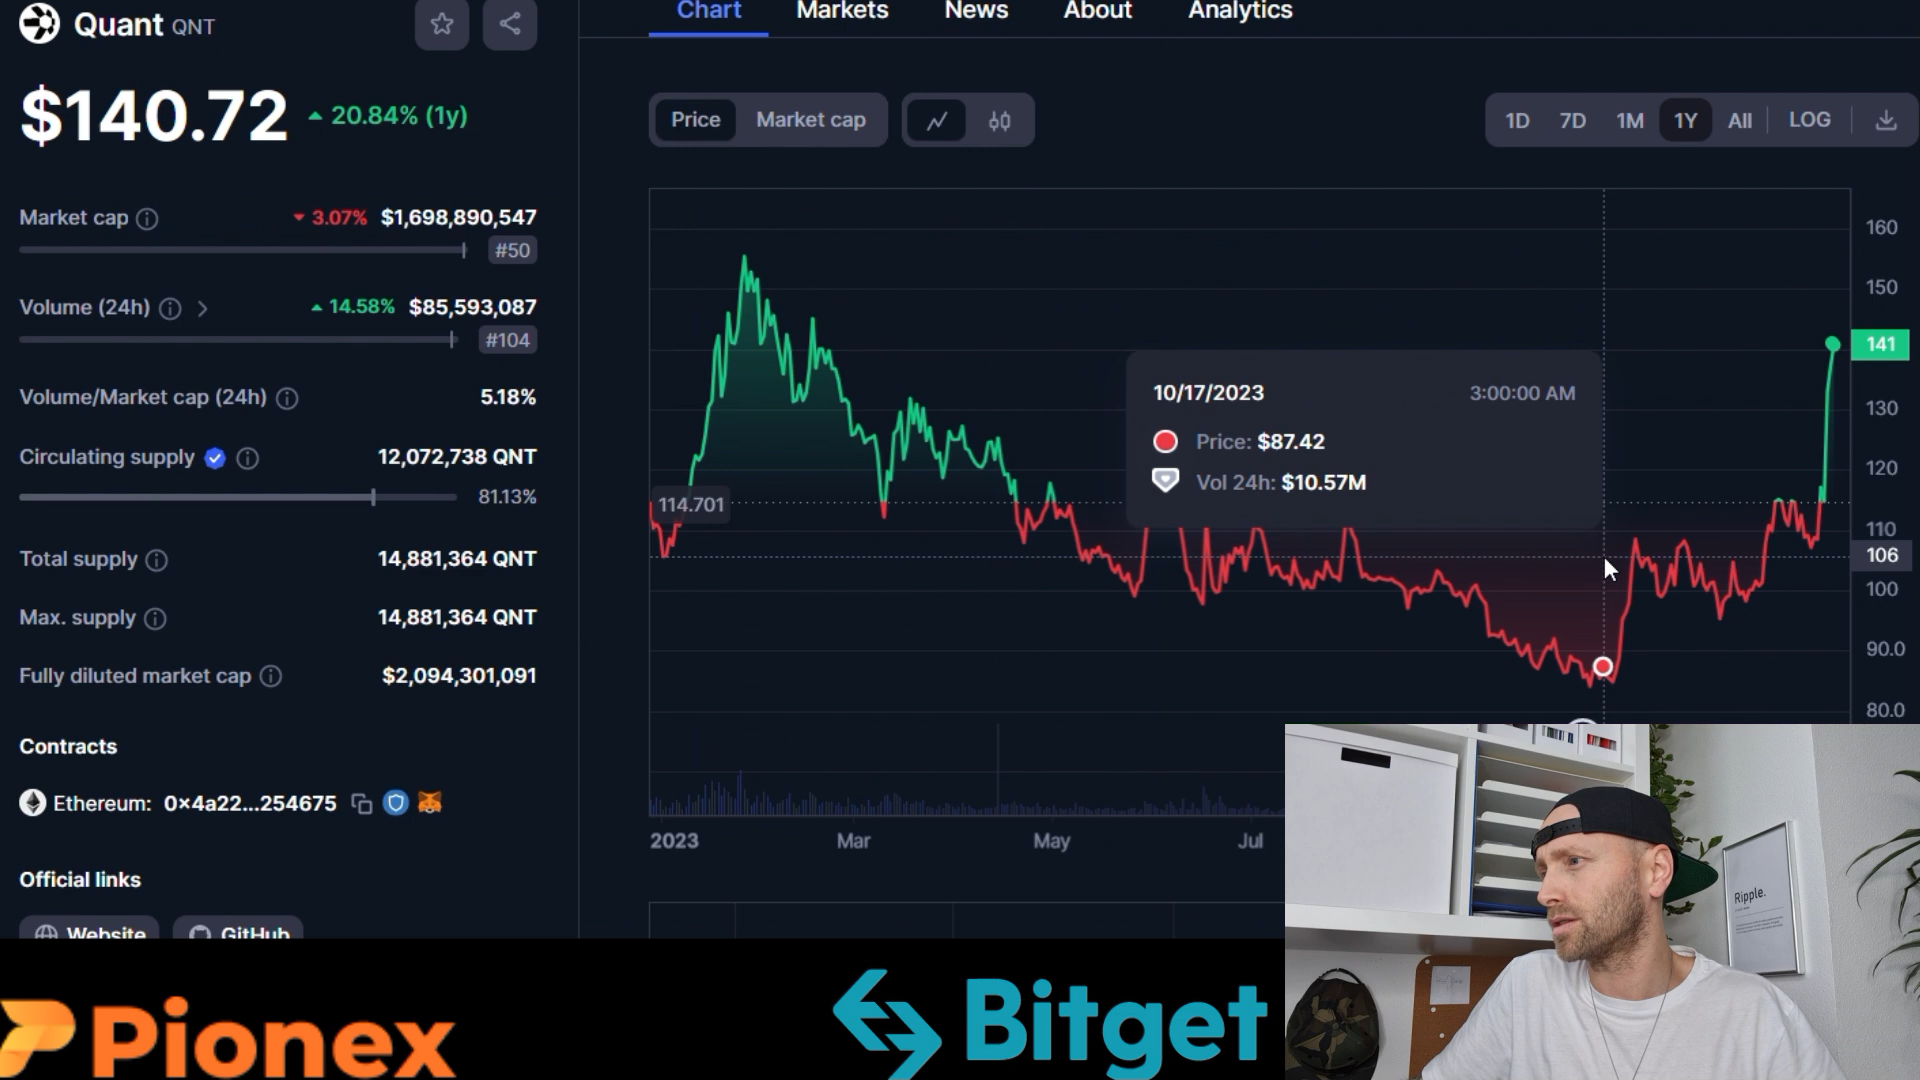 Quant QNT
$140.72 20.84% (1y)
Market cap 3.07% $1,698,890,547
#50
Volume (24h) 14.58% $85,593,087
#104
Volume/Market cap (24h) 5.18%
Circulating supply 12,072,738 QNT
81.13%
Total supply 14,881,364 QNT
Max. supply 14,881,364 QNT
Fully diluted market cap $2,094,301,091
Contracts
Ethereum: 0x4a22...254675
Official links
Website GitHub
Chart Markets News About Analytics
Price Market cap
1D 7D 1M 1Y All LOG
160
150
141
130
120
110
106
100
90.0
80.0
114.701
10/17/2023 3:00:00 AM
Price: $87.42
Vol 24h: $10.57M
2023 Mar May Jul
Ripple.
Pionex
Bitget